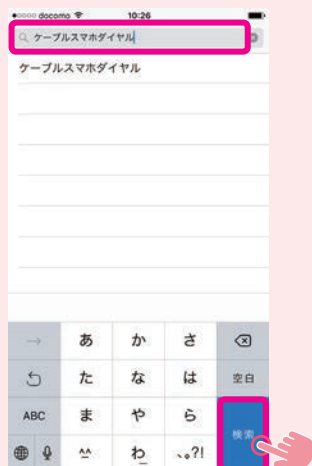 docomo 10:26
ケーブルスマホダイヤル
ケーブルスマホダイヤル
→ あ か さ
た な は 空白
ABC ま や ら 検索
^^ わ 、。?!